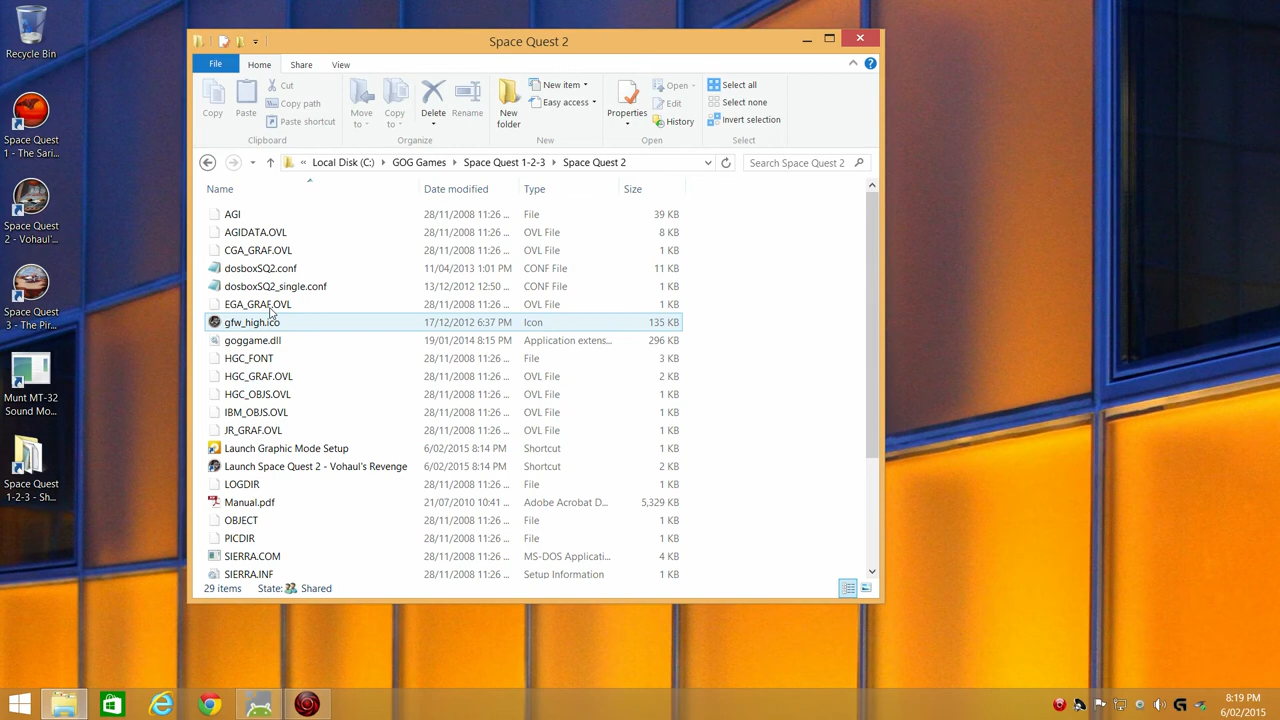 Recycle Bin
Space Quest
1 - The Sari...
Space Quest
2 - Vohaul'...
Space Quest
3 - The Pir...
Munt MT-32
Sound Mo...
Space Quest
1-2-3 - Sh...
Space Quest 2
File Home Share View
Copy
Paste
Cut
Copy path
Paste shortcut
Clipboard
Move to
Copy to
Delete
Rename
Organize
New folder
New item
Easy access
New
Properties
Open
Edit
History
Open
Select all
Select none
Invert selection
Select
« Local Disk (C:) GOG Games Space Quest 1-2-3 Space Quest 2
Search Space Quest 2
Name Date modified Type Size
AGI 28/11/2008 11:26 ... File 39 KB
AGIDATA.OVL 28/11/2008 11:26 ... OVL File 8 KB
CGA_GRAF.OVL 28/11/2008 11:26 ... OVL File 1 KB
dosboxSQ2.conf 11/04/2013 1:01 PM CONF File 11 KB
dosboxSQ2_single.conf 13/12/2012 12:50 ... CONF File 1 KB
EGA_GRAF.OVL 28/11/2008 11:26 ... OVL File 1 KB
gfw_high.ico 17/12/2012 6:37 PM Icon 135 KB
goggame.dll 19/01/2014 8:15 PM Application extens... 296 KB
HGC_FONT 28/11/2008 11:26 ... File 3 KB
HGC_GRAF.OVL 28/11/2008 11:26 ... OVL File 2 KB
HGC_OBJS.OVL 28/11/2008 11:26 ... OVL File 1 KB
IBM_OBJS.OVL 28/11/2008 11:26 ... OVL File 1 KB
JR_GRAF.OVL 28/11/2008 11:26 ... OVL File 1 KB
Launch Graphic Mode Setup 6/02/2015 8:14 PM Shortcut 2 KB
Launch Space Quest 2 - Vohaul's Revenge 6/02/2015 8:14 PM Shortcut 2 KB
LOGDIR 28/11/2008 11:26 ... File 1 KB
Manual.pdf 21/07/2010 10:41 ... Adobe Acrobat D... 5,329 KB
OBJECT 28/11/2008 11:26 ... File 1 KB
PICDIR 28/11/2008 11:26 ... File 1 KB
SIERRA.COM 28/11/2008 11:26 ... MS-DOS Applicati... 4 KB
SIERRA.INF 28/11/2008 11:26 ... Setup Information 1 KB
29 items State: Shared
8:19 PM
6/02/2015